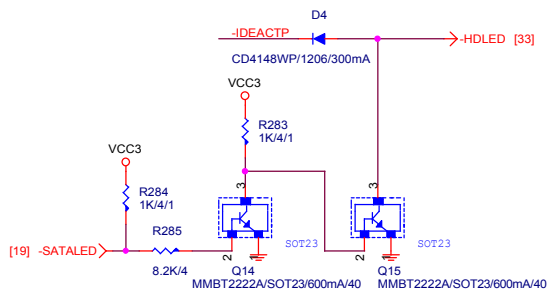 D4
-IDEACTP
-HDLED [33]
CD4148WP/1206/300mA
VCC3
R283
1K/4/1
VCC3
R284
1K/4/1
3
3
R285
[19] -SATALED
SOT23
SOT23
8.2K/4
2
1
2
1
Q14
Q15
MMBT2222A/SOT23/600mA/40
MMBT2222A/SOT23/600mA/40